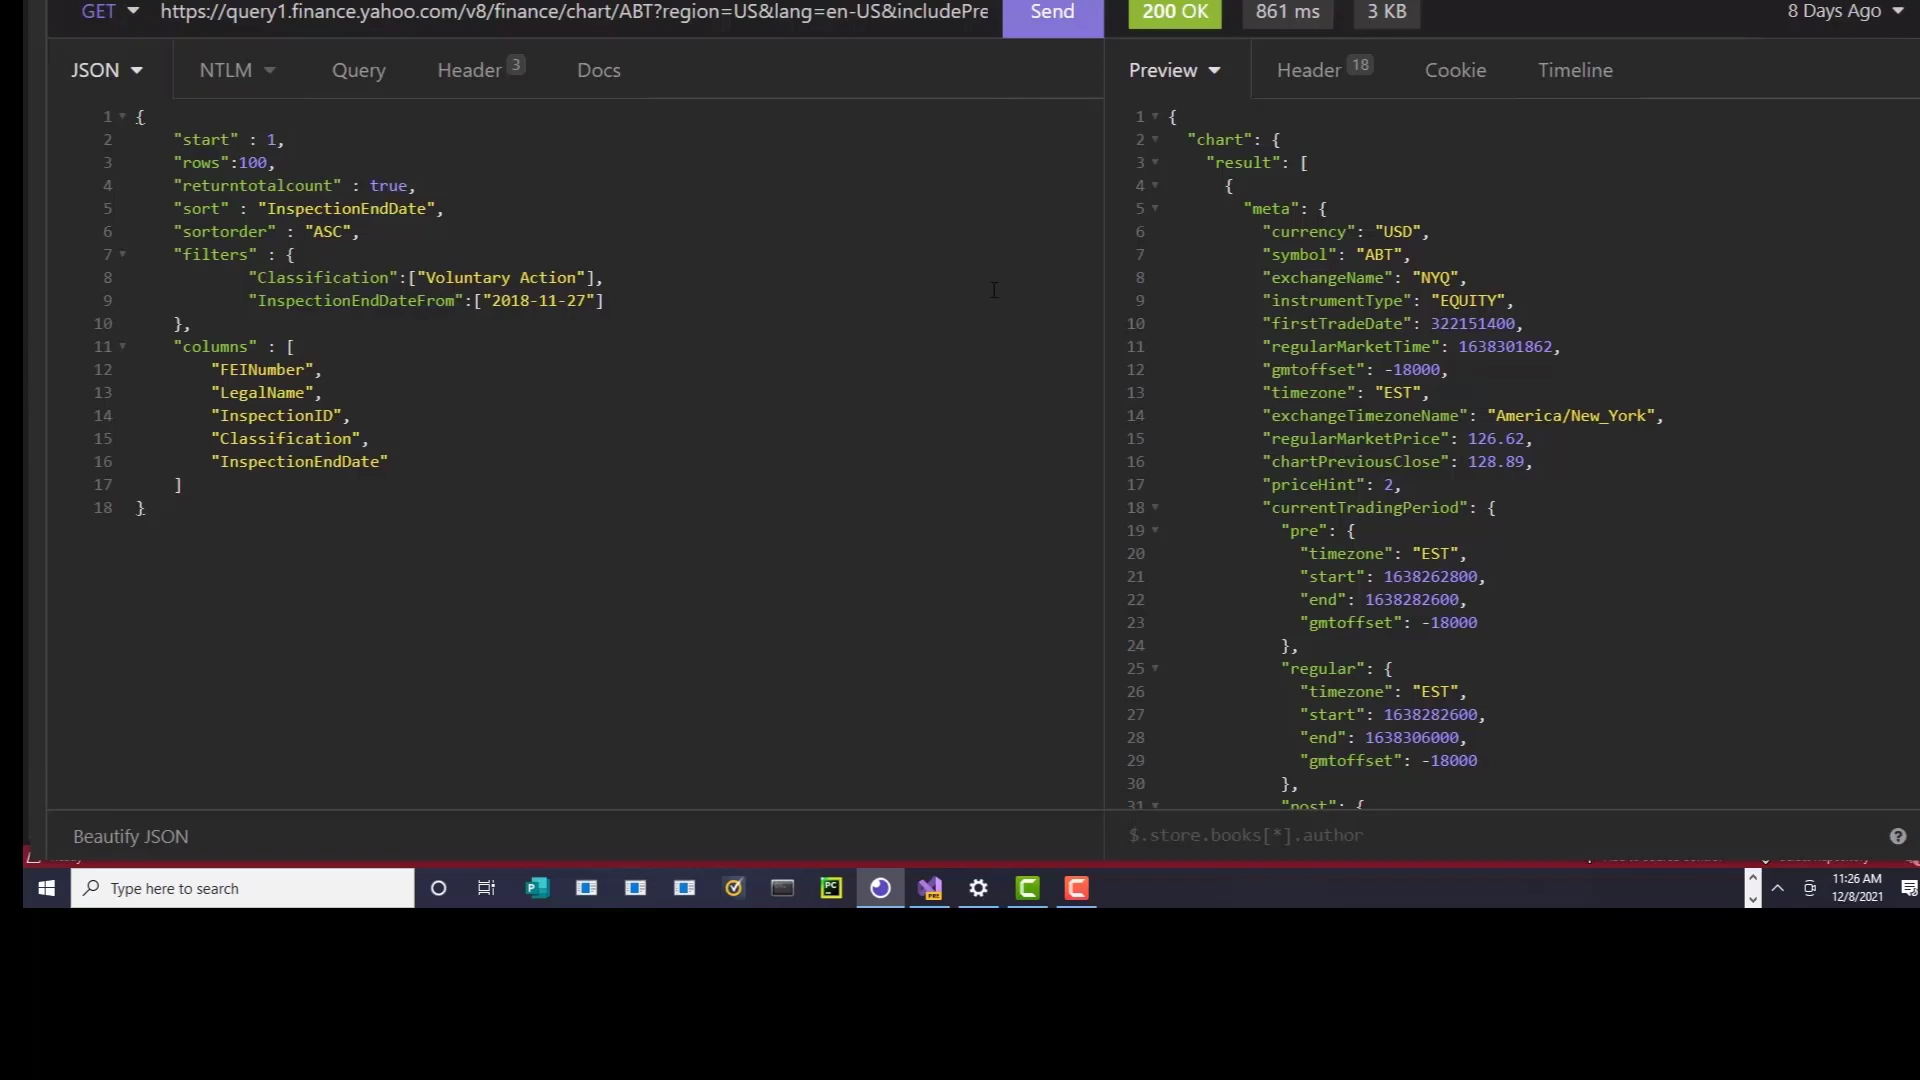 GET https://query1.finance.yahoo.com/v8/finance/chart/ABT?region=US&lang=en-US&includePre Send 200 OK 861 ms 3 KB 8 Days Ago
JSON NTLM Query Header 3 Docs Preview Header 18 Cookie Timeline
1 {
2 "start" : 1,
3 "rows":100,
4 "returntotalcount" : true,
5 "sort" : "InspectionEndDate",
6 "sortorder" : "ASC",
7 "filters" : {
8 "Classification":["Voluntary Action"],
9 "InspectionEndDateFrom":["2018-11-27"]
10 },
11 "columns" : [
12 "FEINumber",
13 "LegalName",
14 "InspectionID",
15 "Classification",
16 "InspectionEndDate"
17 ]
18 }
Beautify JSON
1 {
2 "chart": {
3 "result": [
4 {
5 "meta": {
6 "currency": "USD",
7 "symbol": "ABT",
8 "exchangeName": "NYQ",
9 "instrumentType": "EQUITY",
10 "firstTradeDate": 322151400,
11 "regularMarketTime": 1638301862,
12 "gmtoffset": -18000,
13 "timezone": "EST",
14 "exchangeTimezoneName": "America/New_York",
15 "regularMarketPrice": 126.62,
16 "chartPreviousClose": 128.89,
17 "priceHint": 2,
18 "currentTradingPeriod": {
19 "pre": {
20 "timezone": "EST",
21 "start": 1638262800,
22 "end": 1638282600,
23 "gmtoffset": -18000
24 },
25 "regular": {
26 "timezone": "EST",
27 "start": 1638282600,
28 "end": 1638306000,
29 "gmtoffset": -18000
30 },
31 "post": {
$.store.books[*].author
Type here to search
11:26 AM
12/8/2021